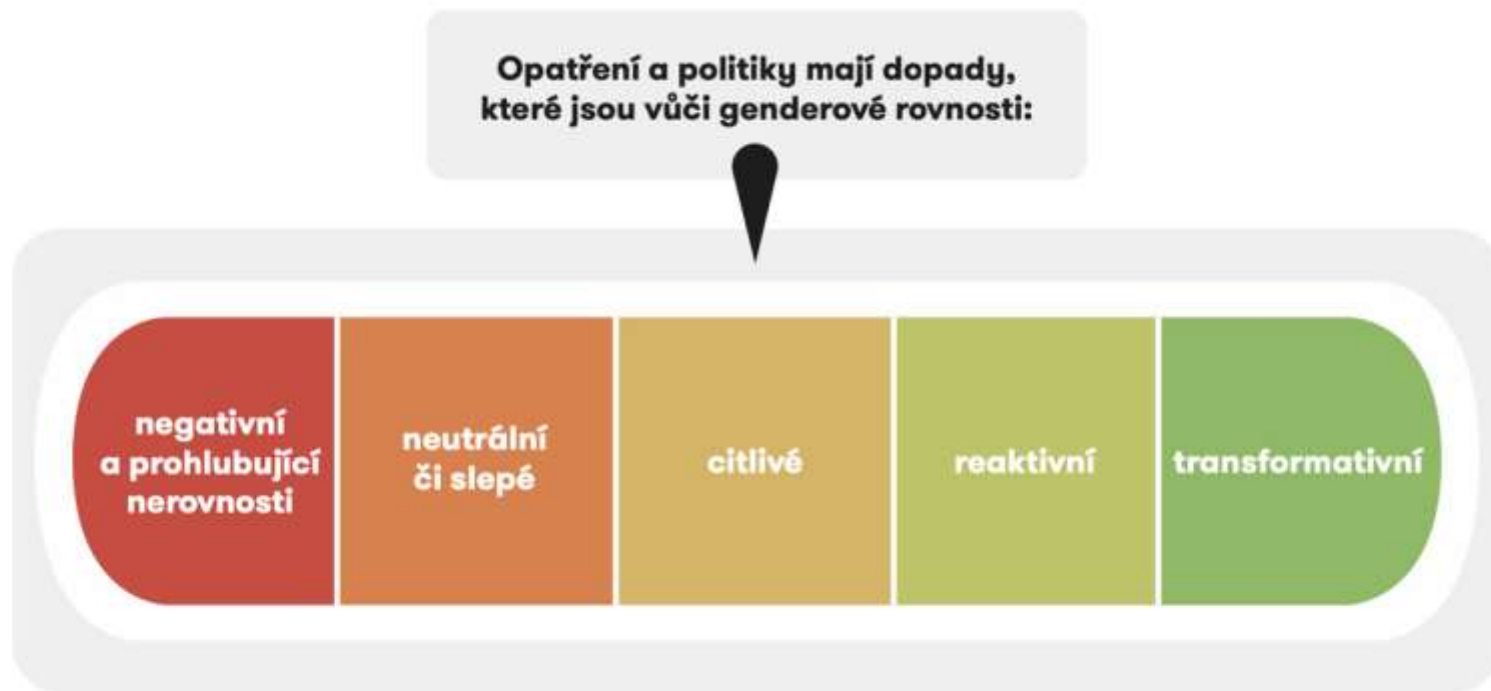 Opatření a politiky mají dopady,
které jsou vůči genderové rovnosti:
negativní
a prohlubující
nerovnosti
neutrální
či slepé
citlivé
reaktivní
transformativní